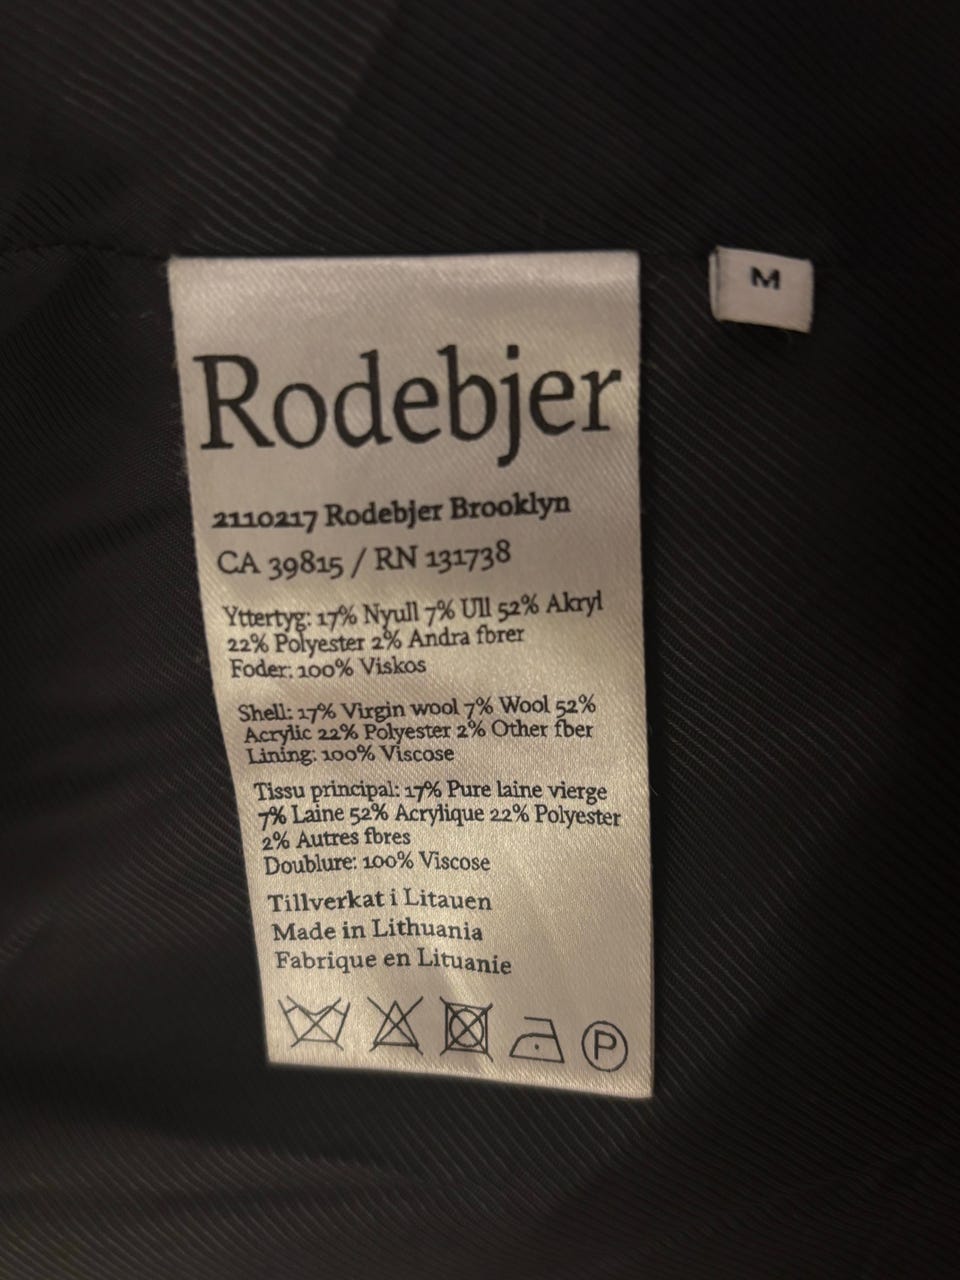 M
Rodebjer
2110217 Rodebjer Brooklyn
CA 39815 / RN 131738
Yttertyg: 17% Nyull 7% Ull 52% Akryl
22% Polyester 2% Andra fbrer
Foder: 100% Viskos
Shell: 17% Virgin wool 7% Wool 52%
Acrylic 22% Polyester 2% Other fber
Lining: 100% Viscose
Tissu principal: 17% Pure laine vierge
7% Laine 52% Acrylique 22% Polyester
2% Autres fbres
Doublure: 100% Viscose
Tillverkat i Litauen
Made in Lithuania
Fabrique en Lituanie
P